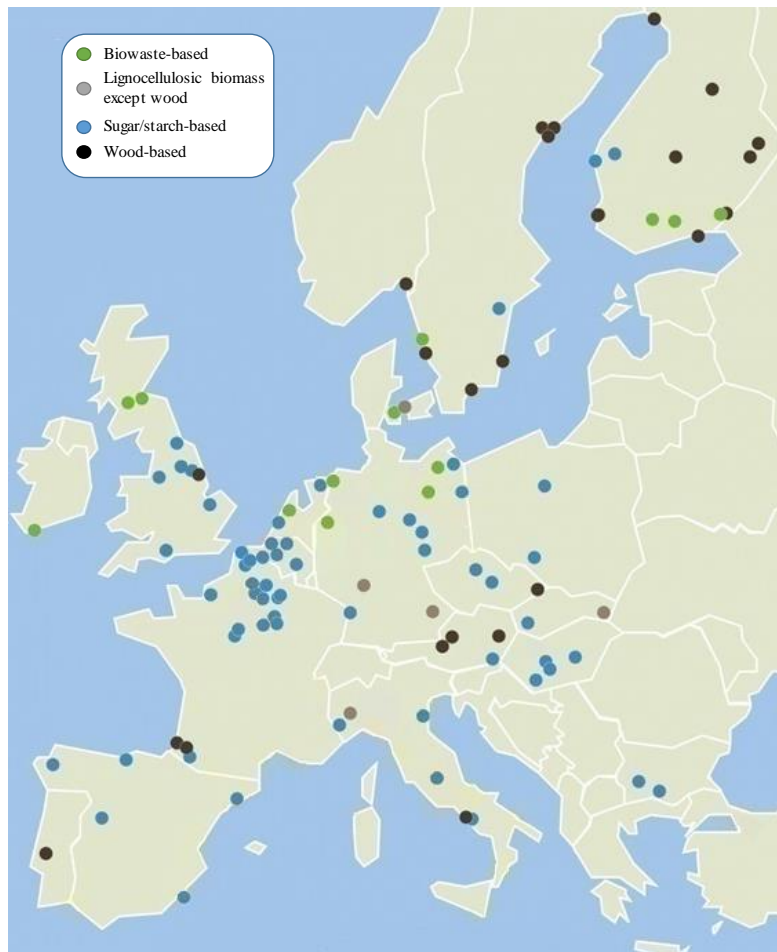 Biowaste-based
Lignocellulosic biomass
except wood
Sugar/starch-based
Wood-based